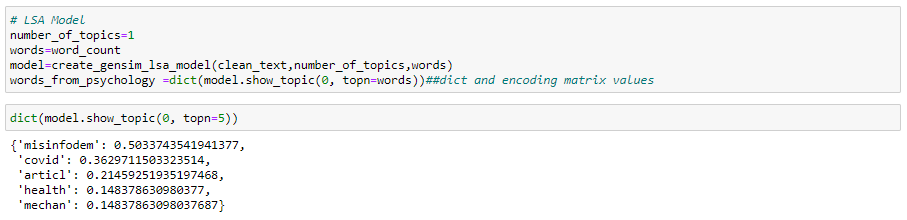 # LSA Model
number_of_topics=1
words=word_count
model=create_gensim_lsa_model(clean_text,number_of_topics,words)
words_from_psychology =dict(model.show_topic(0, topn=words))##dict and encoding matrix values
dict(model.show_topic(0, topn=5))
{'misinfodem': 0.5033743541941377,
 'covid': 0.3629711503323514,
 'articl': 0.21459251935197468,
 'health': 0.148378630980377,
 'mechan': 0.14837863098037687}